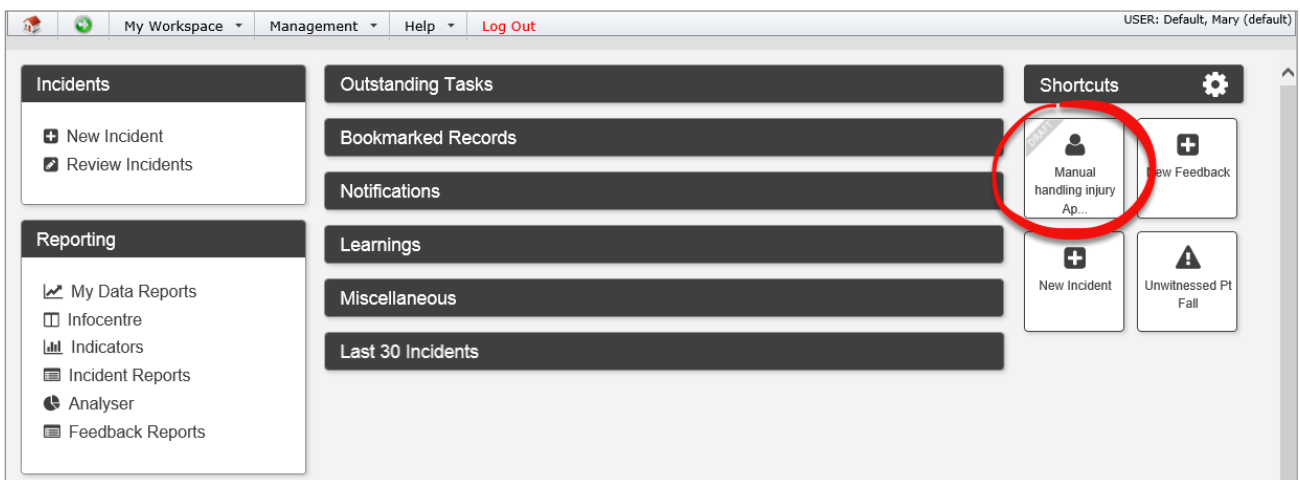 My Workspace Management Help Log Out USER: Default, Mary (default)
Incidents
New Incident
Review Incidents
Reporting
My Data Reports
Infocentre
Indicators
Incident Reports
Analyser
Feedback Reports
Outstanding Tasks
Bookmarked Records
Notifications
Learnings
Miscellaneous
Last 30 Incidents
Shortcuts
DRAFT
Manual
handling injury
Ap...
New Feedback
New Incident
Unwitnessed Pt
Fall